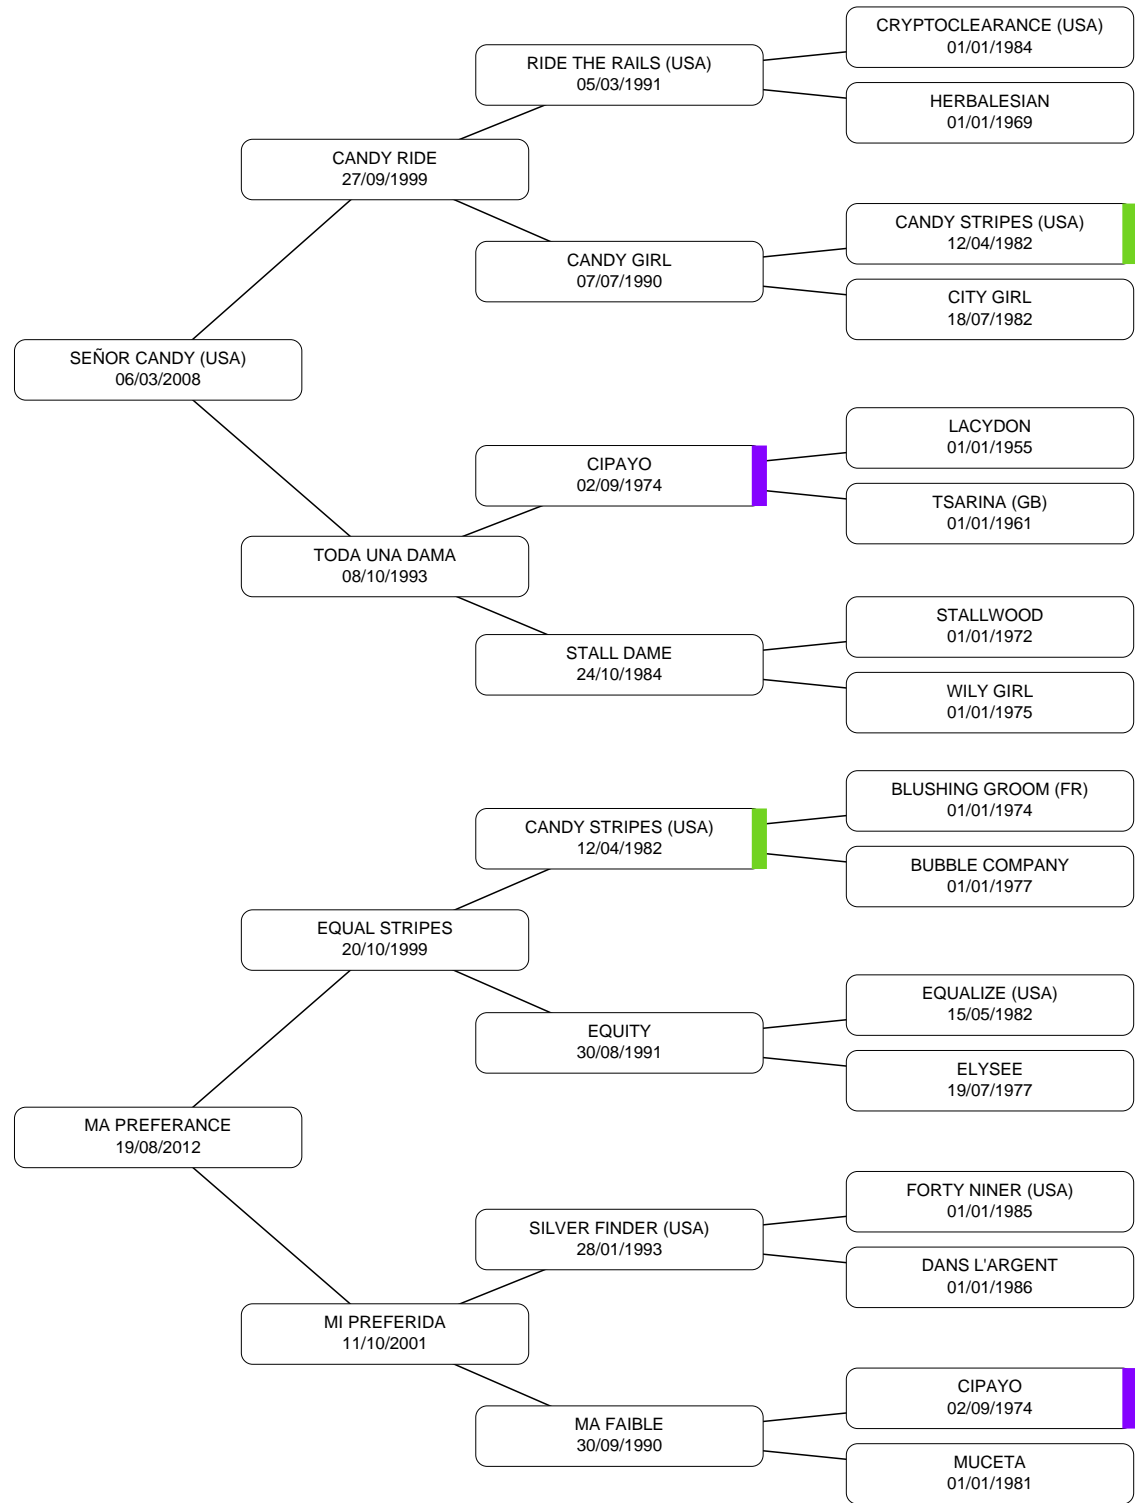 CRYPTOCLEARANCE (USA)
01/01/1984
RIDE THE RAILS (USA)
05/03/1991
HERBALESIAN
01/01/1969
CANDY RIDE
27/09/1999
CANDY STRIPES (USA)
12/04/1982
CANDY GIRL
07/07/1990
CITY GIRL
18/07/1982
SEÑOR CANDY (USA)
06/03/2008
LACYDON
01/01/1955
CIPAYO
02/09/1974
TSARINA (GB)
01/01/1961
TODA UNA DAMA
08/10/1993
STALLWOOD
01/01/1972
STALL DAME
24/10/1984
WILY GIRL
01/01/1975
BLUSHING GROOM (FR)
01/01/1974
CANDY STRIPES (USA)
12/04/1982
BUBBLE COMPANY
01/01/1977
EQUAL STRIPES
20/10/1999
EQUALIZE (USA)
15/05/1982
EQUITY
30/08/1991
ELYSEE
19/07/1977
MA PREFERANCE
19/08/2012
FORTY NINER (USA)
01/01/1985
SILVER FINDER (USA)
28/01/1993
DANS L'ARGENT
01/01/1986
MI PREFERIDA
11/10/2001
CIPAYO
02/09/1974
MA FAIBLE
30/09/1990
MUCETA
01/01/1981